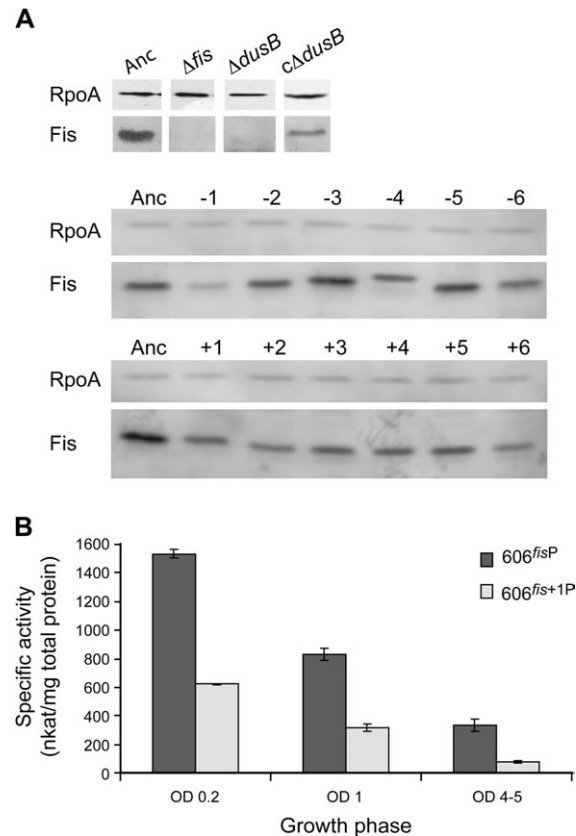 A
Anc Δfis ΔdusB cΔdusB
RpoA
Fis
Anc -1 -2 -3 -4 -5 -6
RpoA
Fis
Anc +1 +2 +3 +4 +5 +6
RpoA
Fis
B
Specific activity
(nkat/mg total protein)
1600
1400
1200
1000
800
600
400
200
0
606fisP
606fis+1P
OD 0.2 OD 1 OD 4-5
Growth phase